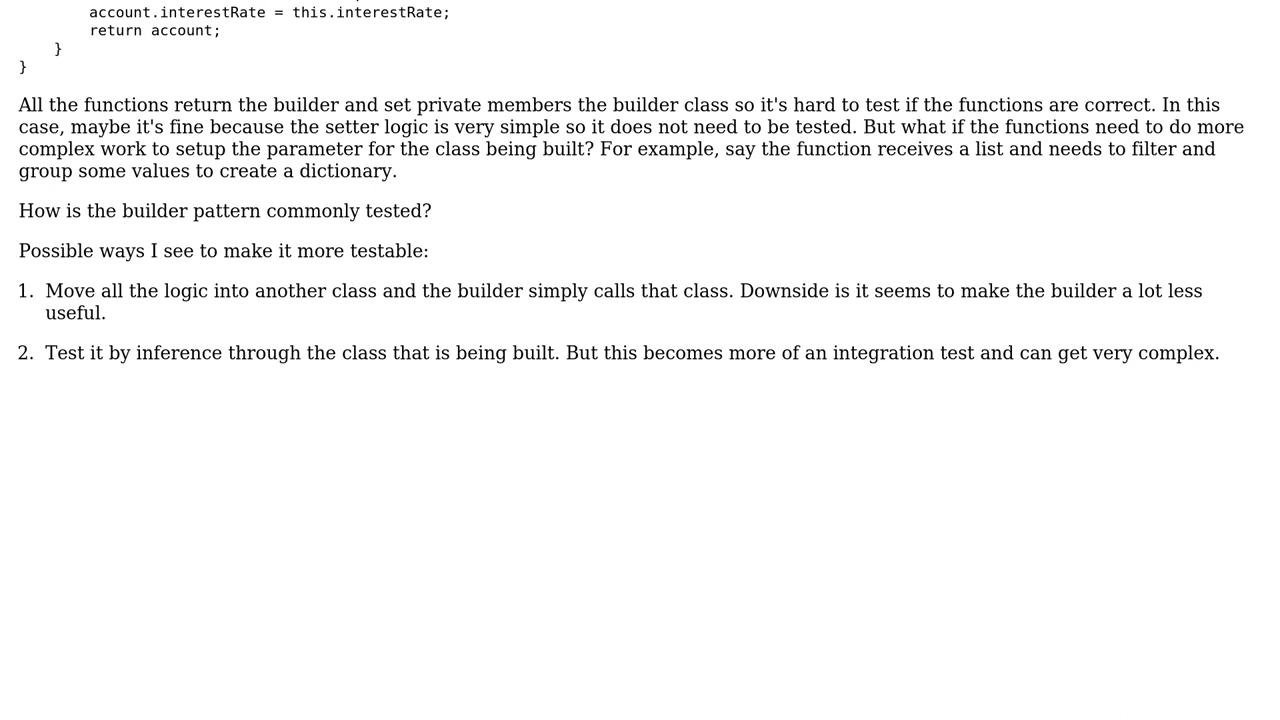 account.interestRate = this.interestRate;
return account;
}
}
All the functions return the builder and set private members the builder class so it's hard to test if the functions are correct. In this
case, maybe it's fine because the setter logic is very simple so it does not need to be tested. But what if the functions need to do more
complex work to setup the parameter for the class being built? For example, say the function receives a list and needs to filter and
group some values to create a dictionary.
How is the builder pattern commonly tested?
Possible ways I see to make it more testable:
1. Move all the logic into another class and the builder simply calls that class. Downside is it seems to make the builder a lot less
useful.
2. Test it by inference through the class that is being built. But this becomes more of an integration test and can get very complex.